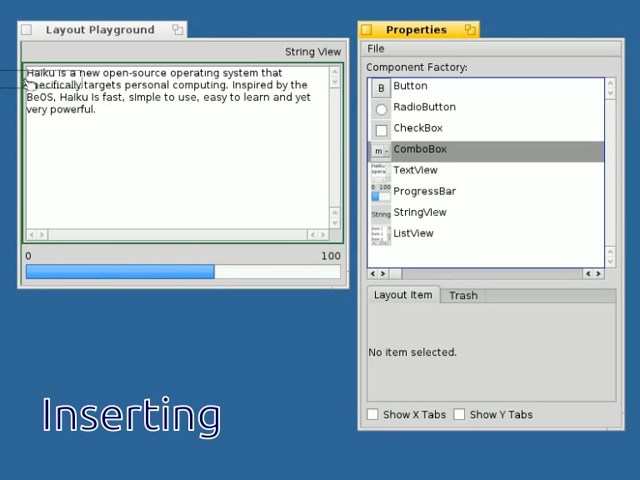 Layout Playground
String View
Haiku is a new open-source operating system that
specifically targets personal computing. Inspired by the
BeOS, Haiku is fast, simple to use, easy to learn and yet
very powerful.
0
100
Inserting
Properties
File
Component Factory:
B Button
RadioButton
CheckBox
m ComboBox
TextView
0 100 ProgressBar
String StringView
ListView
Layout Item
Trash
No item selected.
Show X Tabs
Show Y Tabs